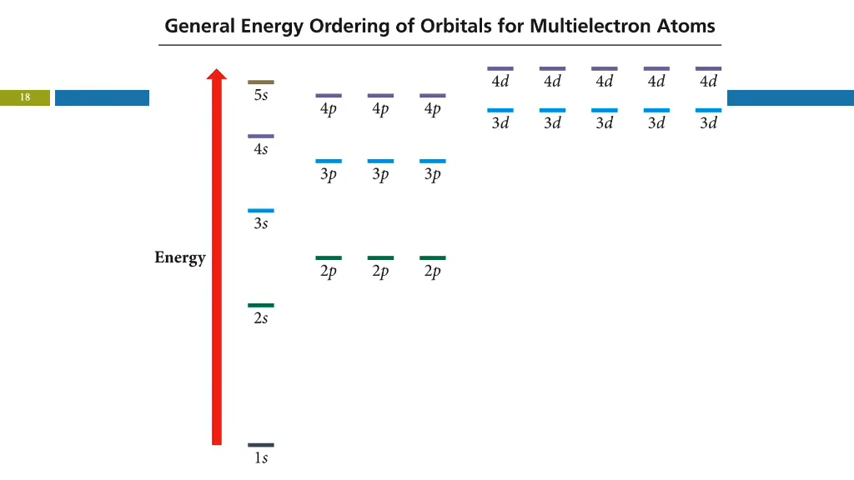 General Energy Ordering of Orbitals for Multielectron Atoms
18
4d 4d 4d 4d 4d
5s
4p 4p 4p
3d 3d 3d 3d 3d
4s
3p 3p 3p
3s
Energy
2p 2p 2p
2s
1s